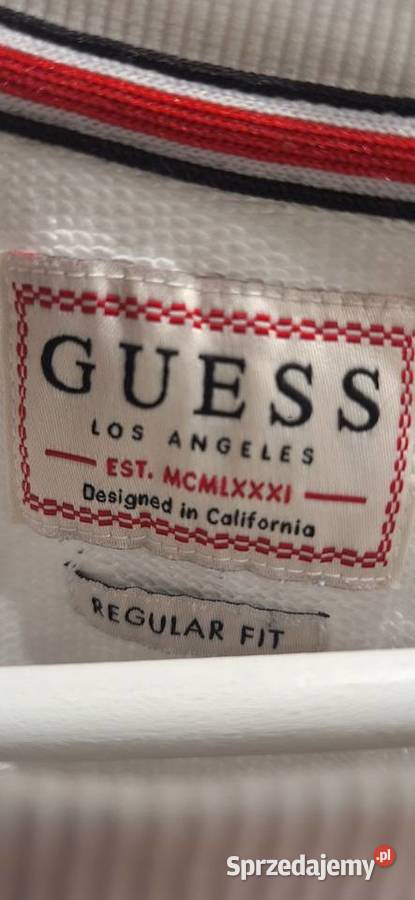 GUESS
LOS ANGELES
EST. MCMLXXXI
Designed in California
REGULAR FIT
Sprzedajemy.pl